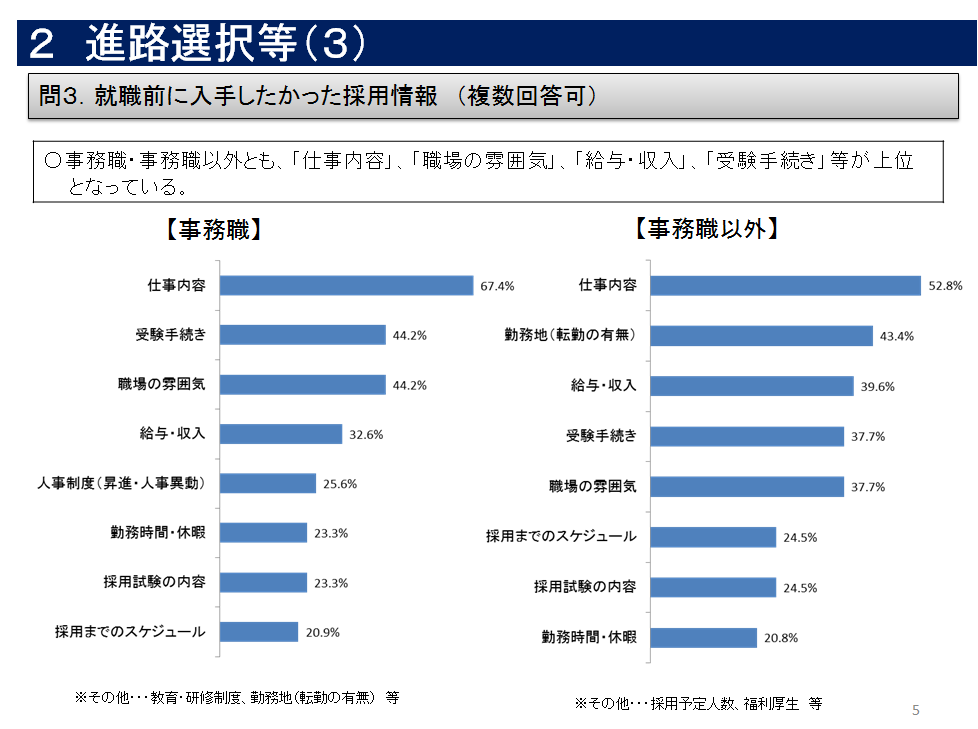 ２　進路選択等（３）
問３．就職前に入手したかった採用情報　（複数回答可）
○事務職・事務職以外とも、「仕事内容」、「職場の雰囲気」、「給与・収入」、「受験手続き」等が上位
となっている。
【事務職】
仕事内容 67.4%
受験手続き 44.2%
職場の雰囲気 44.2%
給与・収入 32.6%
人事制度（昇進・人事異動） 25.6%
勤務時間・休暇 23.3%
採用試験の内容 23.3%
採用までのスケジュール 20.9%
※その他・・・教育・研修制度、勤務地（転勤の有無）　等
【事務職以外】
仕事内容 52.8%
勤務地（転勤の有無） 43.4%
給与・収入 39.6%
受験手続き 37.7%
職場の雰囲気 37.7%
採用までのスケジュール 24.5%
採用試験の内容 24.5%
勤務時間・休暇 20.8%
※その他・・・採用予定人数、福利厚生　等
5